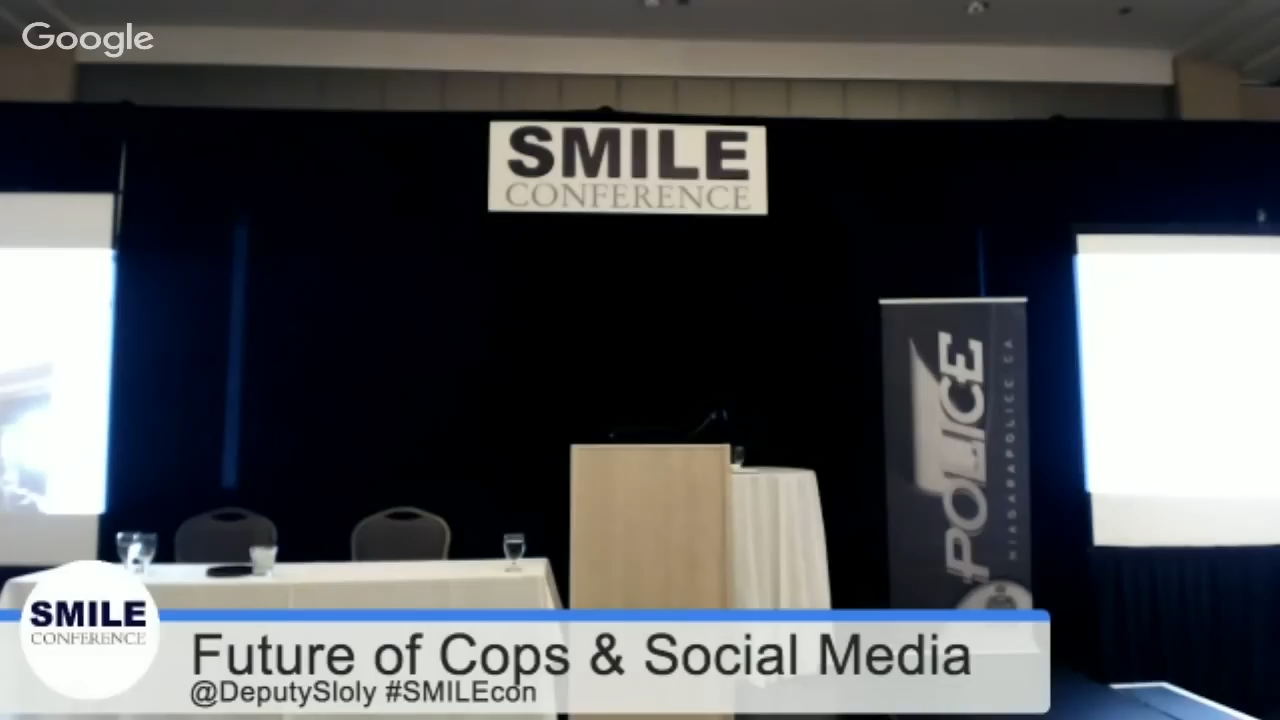 Google
SMILE
CONFERENCE
POLICE
NIAGARAPOLICE.CA
SMILE
CONFERENCE
Future of Cops & Social Media
@DeputySloly #SMILEcon